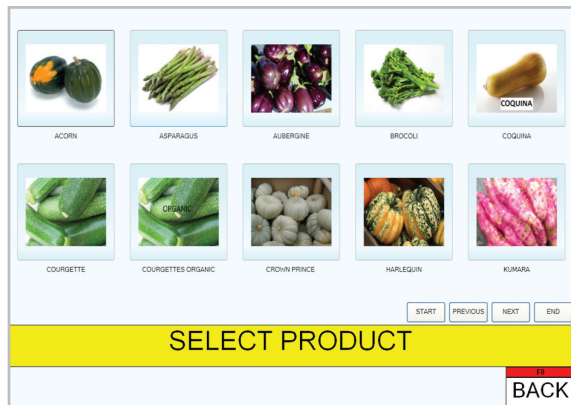 COQUINA
ACORN
ASPARAGUS
AUBERGINE
BROCOLI
COQUINA
ORGANIC
COURGETTE
COURGETTES ORGANIC
CROWN PRINCE
HARLEQUIN
KUMARA
START
PREVIOUS
NEXT
END
SELECT PRODUCT
F8
BACK